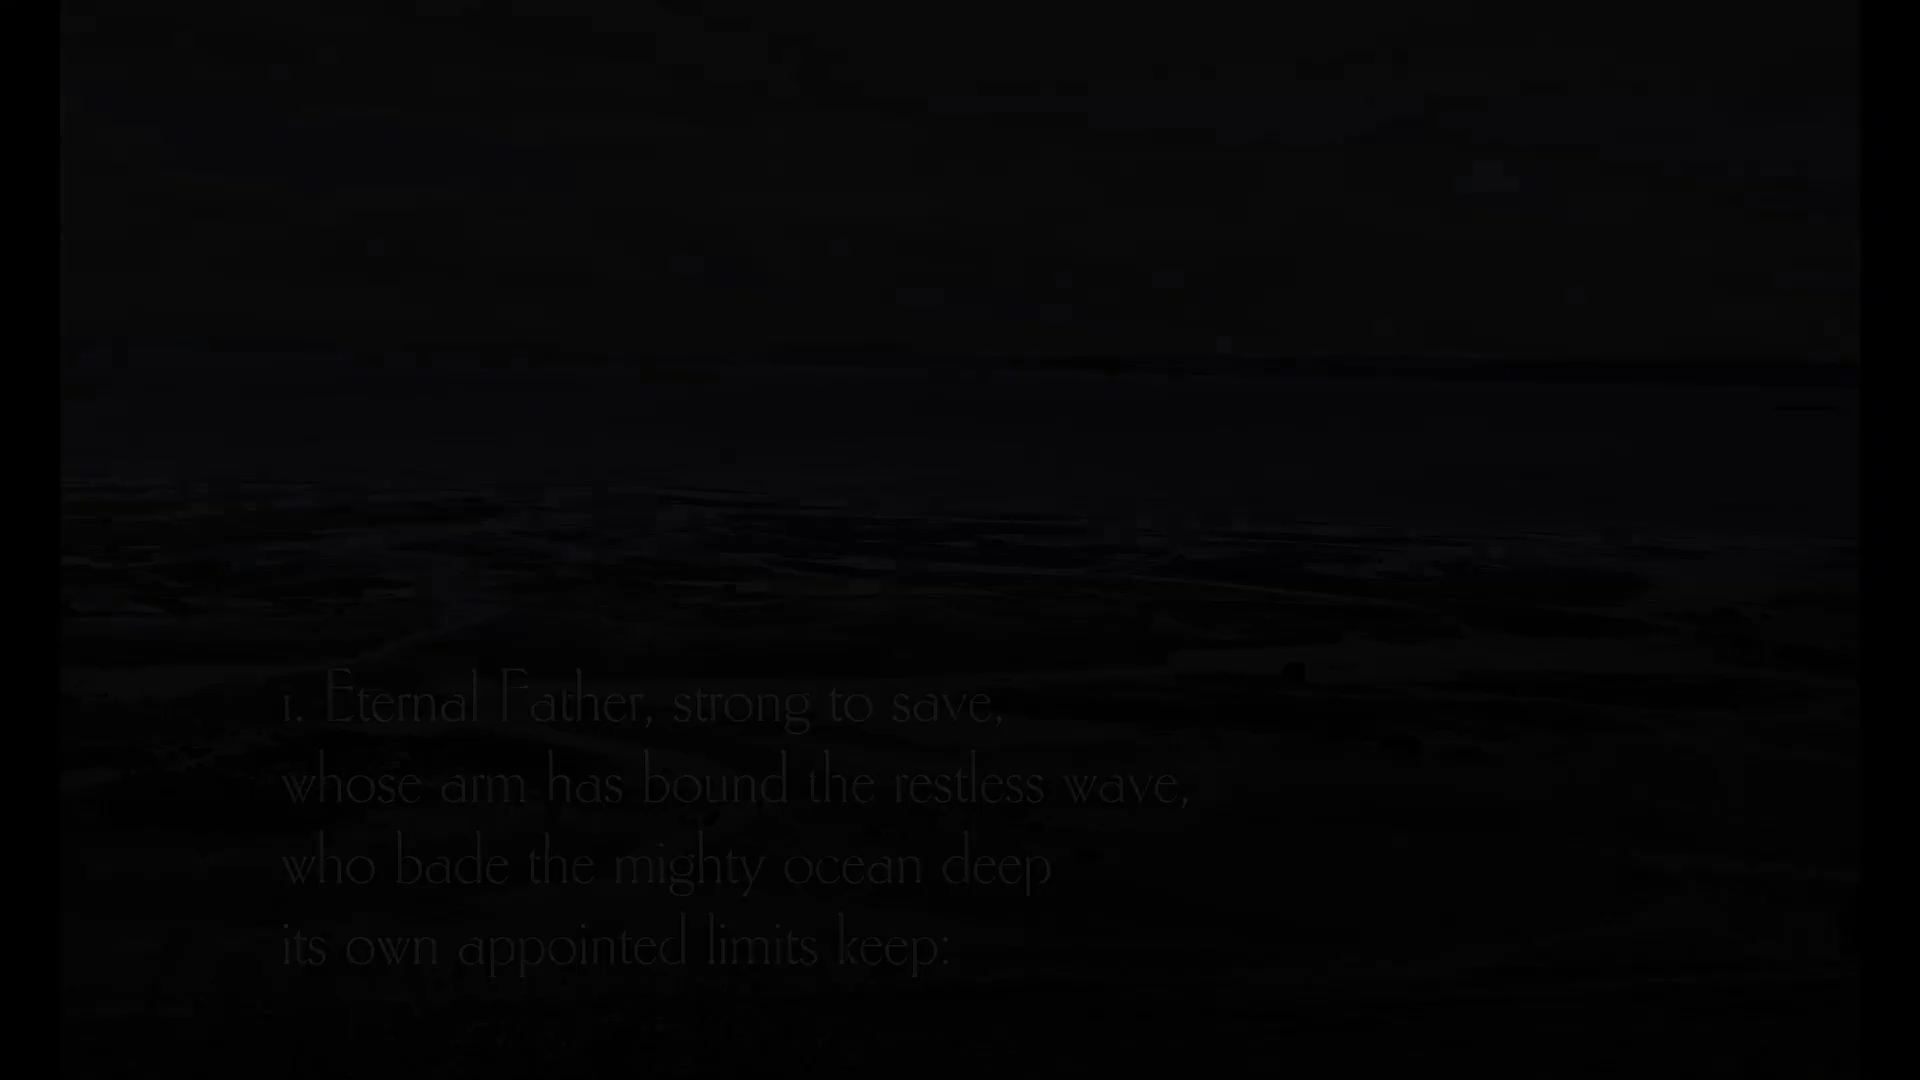 1. Eternal Father, strong to save,
whose arm has bound the restless wave,
who bade the mighty ocean deep
its own appointed limits keep: